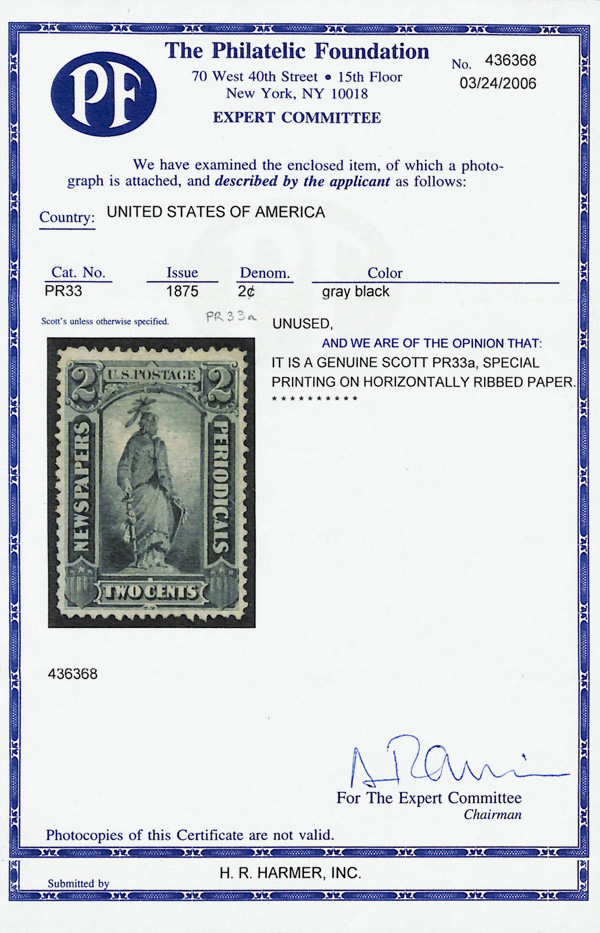 PF
The Philatelic Foundation
70 West 40th Street • 15th Floor
New York, NY 10018
EXPERT COMMITTEE
No. 436368
03/24/2006
We have examined the enclosed item, of which a photo-
graph is attached, and described by the applicant as follows:
Country: UNITED STATES OF AMERICA
Cat. No. Issue Denom. Color
PR33 1875 2¢ gray black
Scott's unless otherwise specified. PR33a
UNUSED,
AND WE ARE OF THE OPINION THAT:
IT IS A GENUINE SCOTT PR33a, SPECIAL
PRINTING ON HORIZONTALLY RIBBED PAPER.
* * * * * * * * * *
2 U.S. POSTAGE 2
NEWSPAPERS
PERIODICALS
TWO CENTS
436368
For The Expert Committee
Chairman
Photocopies of this Certificate are not valid.
H. R. HARMER, INC.
Submitted by